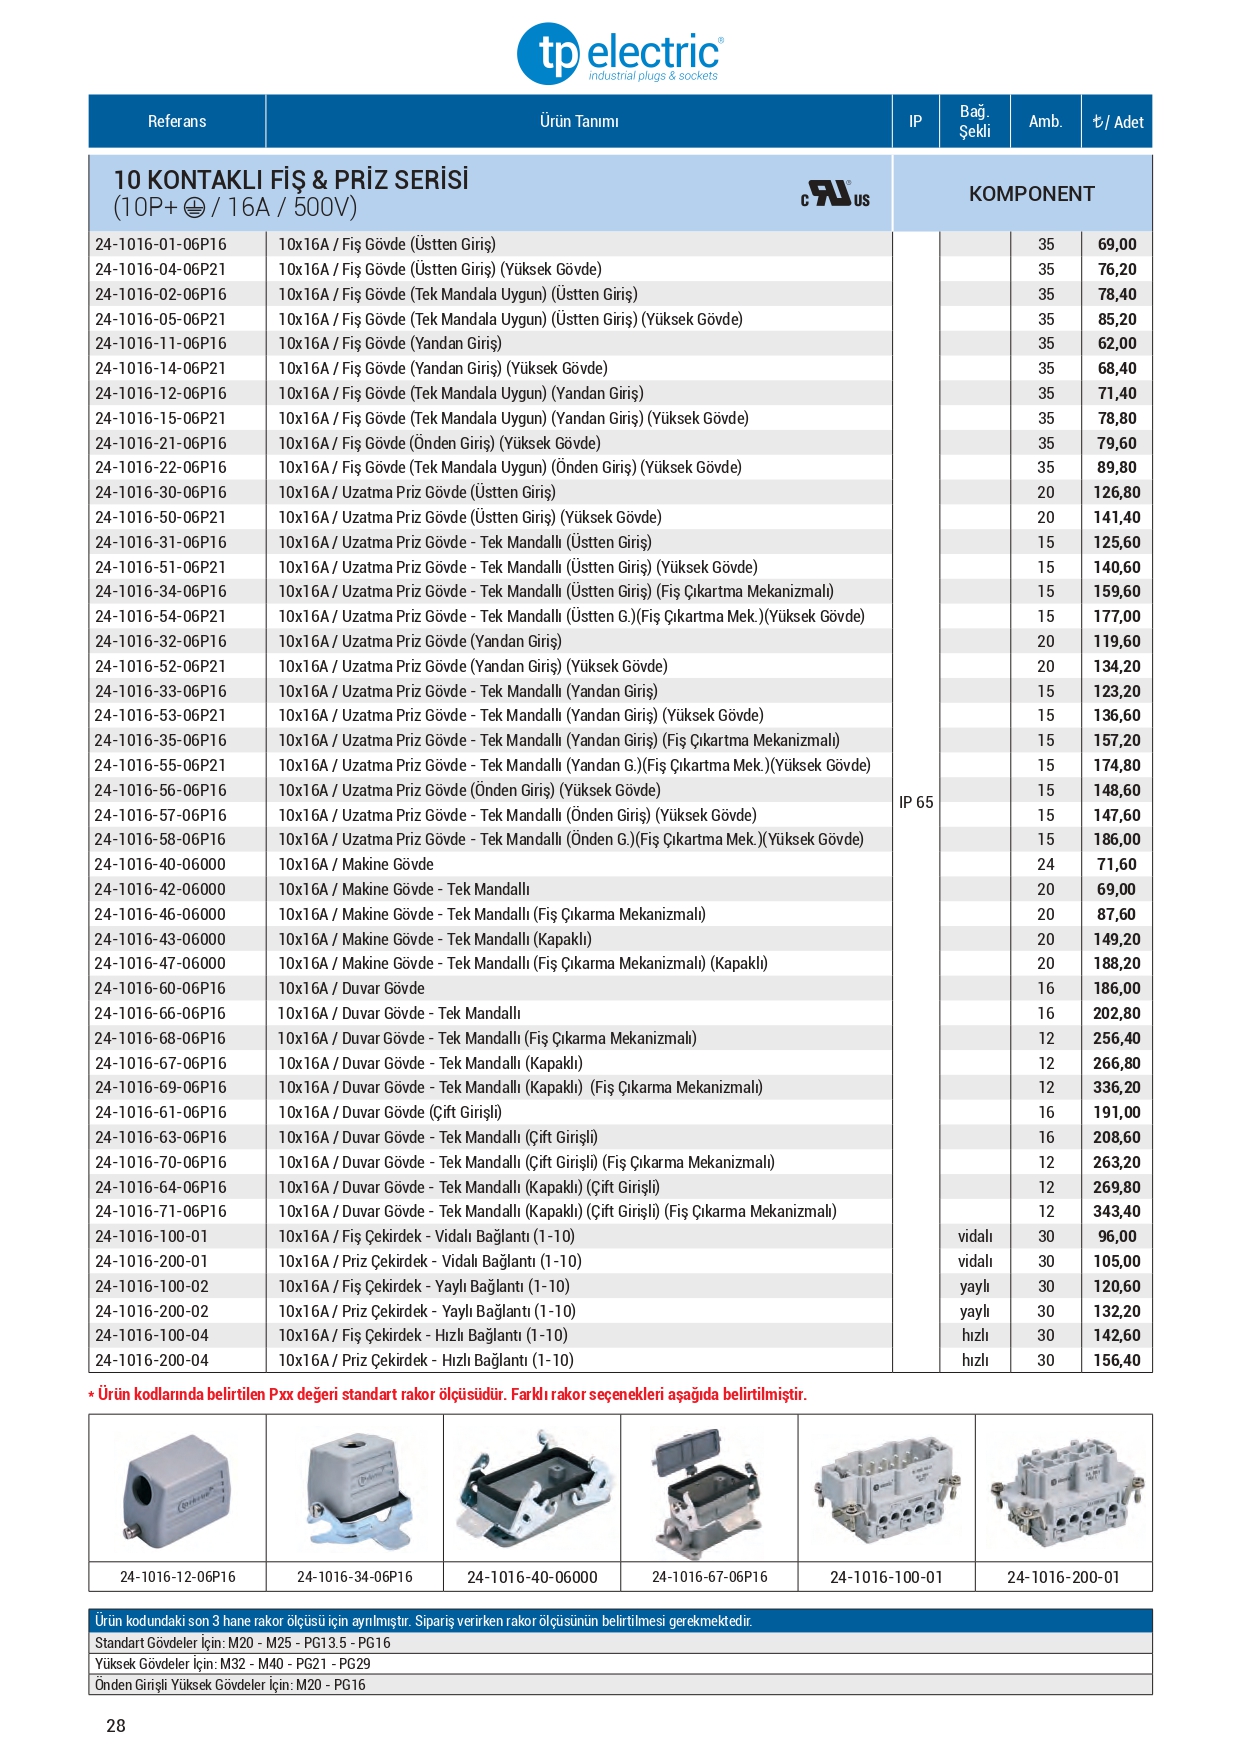 tp electric®
industrial plugs & sockets
Referans Ürün Tanımı IP Bağ. Şekli Amb. ₺/ Adet
10 KONTAKLI FİŞ & PRİZ SERİSİ
(10P+ / 16A / 500V)
c US
KOMPONENT
24-1016-01-06P16 10x16A / Fiş Gövde (Üstten Giriş) 35 69,00
24-1016-04-06P21 10x16A / Fiş Gövde (Üstten Giriş) (Yüksek Gövde) 35 76,20
24-1016-02-06P16 10x16A / Fiş Gövde (Tek Mandala Uygun) (Üstten Giriş) 35 78,40
24-1016-05-06P21 10x16A / Fiş Gövde (Tek Mandala Uygun) (Üstten Giriş) (Yüksek Gövde) 35 85,20
24-1016-11-06P16 10x16A / Fiş Gövde (Yandan Giriş) 35 62,00
24-1016-14-06P21 10x16A / Fiş Gövde (Yandan Giriş) (Yüksek Gövde) 35 68,40
24-1016-12-06P16 10x16A / Fiş Gövde (Tek Mandala Uygun) (Yandan Giriş) 35 71,40
24-1016-15-06P21 10x16A / Fiş Gövde (Tek Mandala Uygun) (Yandan Giriş) (Yüksek Gövde) 35 78,80
24-1016-21-06P16 10x16A / Fiş Gövde (Önden Giriş) (Yüksek Gövde) 35 79,60
24-1016-22-06P16 10x16A / Fiş Gövde (Tek Mandala Uygun) (Önden Giriş) (Yüksek Gövde) 35 89,80
24-1016-30-06P16 10x16A / Uzatma Priz Gövde (Üstten Giriş) 20 126,80
24-1016-50-06P21 10x16A / Uzatma Priz Gövde (Üstten Giriş) (Yüksek Gövde) 20 141,40
24-1016-31-06P16 10x16A / Uzatma Priz Gövde - Tek Mandallı (Üstten Giriş) 15 125,60
24-1016-51-06P21 10x16A / Uzatma Priz Gövde - Tek Mandallı (Üstten Giriş) (Yüksek Gövde) 15 140,60
24-1016-34-06P16 10x16A / Uzatma Priz Gövde - Tek Mandallı (Üstten Giriş) (Fiş Çıkartma Mekanizmalı) 15 159,60
24-1016-54-06P21 10x16A / Uzatma Priz Gövde - Tek Mandallı (Üstten G.)(Fiş Çıkartma Mek.)(Yüksek Gövde) 15 177,00
24-1016-32-06P16 10x16A / Uzatma Priz Gövde (Yandan Giriş) 20 119,60
24-1016-52-06P21 10x16A / Uzatma Priz Gövde (Yandan Giriş) (Yüksek Gövde) 20 134,20
24-1016-33-06P16 10x16A / Uzatma Priz Gövde - Tek Mandallı (Yandan Giriş) 15 123,20
24-1016-53-06P21 10x16A / Uzatma Priz Gövde - Tek Mandallı (Yandan Giriş) (Yüksek Gövde) 15 136,60
24-1016-35-06P16 10x16A / Uzatma Priz Gövde - Tek Mandallı (Yandan Giriş) (Fiş Çıkartma Mekanizmalı) 15 157,20
24-1016-55-06P21 10x16A / Uzatma Priz Gövde - Tek Mandallı (Yandan G.)(Fiş Çıkartma Mek.)(Yüksek Gövde) 15 174,80
24-1016-56-06P16 10x16A / Uzatma Priz Gövde (Önden Giriş) (Yüksek Gövde) 15 148,60
IP 65
24-1016-57-06P16 10x16A / Uzatma Priz Gövde - Tek Mandallı (Önden Giriş) (Yüksek Gövde) 15 147,60
24-1016-58-06P16 10x16A / Uzatma Priz Gövde - Tek Mandallı (Önden G.)(Fiş Çıkartma Mek.)(Yüksek Gövde) 15 186,00
24-1016-40-06000 10x16A / Makine Gövde 24 71,60
24-1016-42-06000 10x16A / Makine Gövde - Tek Mandallı 20 69,00
24-1016-46-06000 10x16A / Makine Gövde - Tek Mandallı (Fiş Çıkarma Mekanizmalı) 20 87,60
24-1016-43-06000 10x16A / Makine Gövde - Tek Mandallı (Kapaklı) 20 149,20
24-1016-47-06000 10x16A / Makine Gövde - Tek Mandallı (Fiş Çıkarma Mekanizmalı) (Kapaklı) 20 188,20
24-1016-60-06P16 10x16A / Duvar Gövde 16 186,00
24-1016-66-06P16 10x16A / Duvar Gövde - Tek Mandallı 16 202,80
24-1016-68-06P16 10x16A / Duvar Gövde - Tek Mandallı (Fiş Çıkarma Mekanizmalı) 12 256,40
24-1016-67-06P16 10x16A / Duvar Gövde - Tek Mandallı (Kapaklı) 12 266,80
24-1016-69-06P16 10x16A / Duvar Gövde - Tek Mandallı (Kapaklı) (Fiş Çıkarma Mekanizmalı) 12 336,20
24-1016-61-06P16 10x16A / Duvar Gövde (Çift Girişli) 16 191,00
24-1016-63-06P16 10x16A / Duvar Gövde - Tek Mandallı (Çift Girişli) 16 208,60
24-1016-70-06P16 10x16A / Duvar Gövde - Tek Mandallı (Çift Girişli) (Fiş Çıkarma Mekanizmalı) 12 263,20
24-1016-64-06P16 10x16A / Duvar Gövde - Tek Mandallı (Kapaklı) (Çift Girişli) 12 269,80
24-1016-71-06P16 10x16A / Duvar Gövde - Tek Mandallı (Kapaklı) (Çift Girişli) (Fiş Çıkarma Mekanizmalı) 12 343,40
24-1016-100-01 10x16A / Fiş Çekirdek - Vidalı Bağlantı (1-10) vidalı 30 96,00
24-1016-200-01 10x16A / Priz Çekirdek - Vidalı Bağlantı (1-10) vidalı 30 105,00
24-1016-100-02 10x16A / Fiş Çekirdek - Yaylı Bağlantı (1-10) yaylı 30 120,60
24-1016-200-02 10x16A / Priz Çekirdek - Yaylı Bağlantı (1-10) yaylı 30 132,20
24-1016-100-04 10x16A / Fiş Çekirdek - Hızlı Bağlantı (1-10) hızlı 30 142,60
24-1016-200-04 10x16A / Priz Çekirdek - Hızlı Bağlantı (1-10) hızlı 30 156,40
* Ürün kodlarında belirtilen Pxx değeri standart rakor ölçüsüdür. Farklı rakor seçenekleri aşağıda belirtilmiştir.
24-1016-12-06P16 24-1016-34-06P16 24-1016-40-06000 24-1016-67-06P16 24-1016-100-01 24-1016-200-01
Ürün kodundaki son 3 hane rakor ölçüsü için ayrılmıştır. Sipariş verirken rakor ölçüsünün belirtilmesi gerekmektedir.
Standart Gövdeler İçin: M20 - M25 - PG13.5 - PG16
Yüksek Gövdeler İçin: M32 - M40 - PG21 - PG29
Önden Girişli Yüksek Gövdeler İçin: M20 - PG16
28